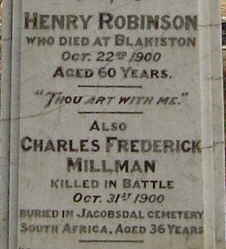 HENRY ROBINSON
WHO DIED AT BLAKISTON
OCT. 22ND 1900
AGED 60 YEARS.
"THOU ART WITH ME."
ALSO
CHARLES FREDERICK
MILLMAN
KILLED IN BATTLE
OCT. 31ST 1900
BURIED IN JACOBSDAL CEMETERY
SOUTH AFRICA, AGED 36 YEARS